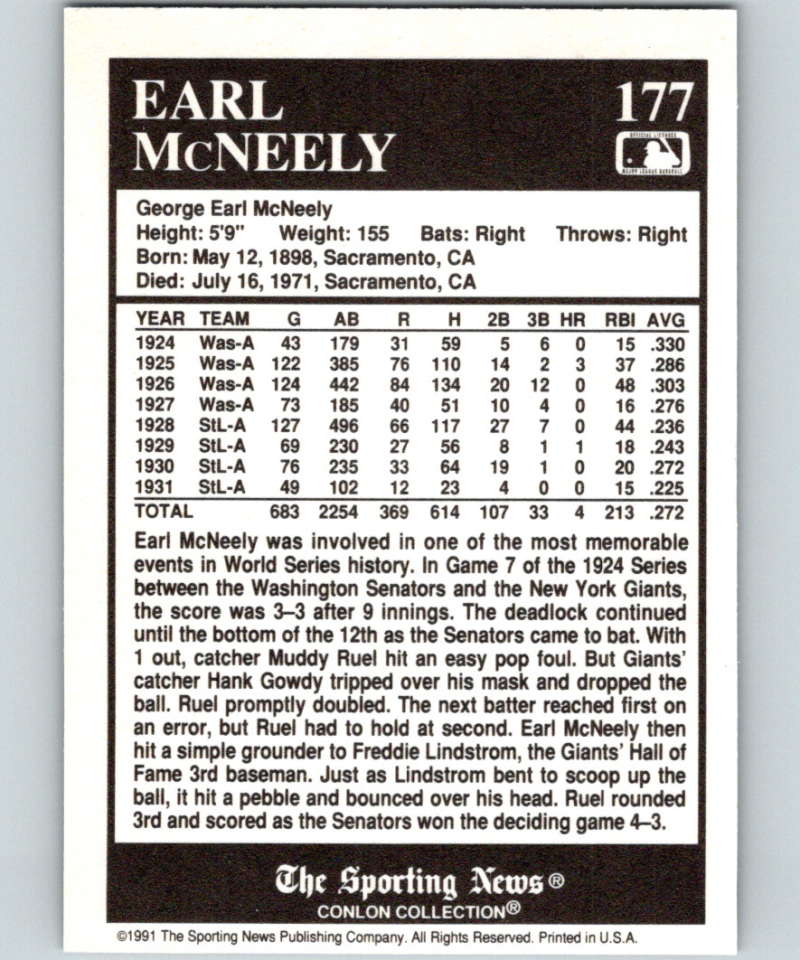 EARL
McNEELY
177
OFFICIAL LICENSEE
MAJOR LEAGUE BASEBALL
George Earl McNeely
Height: 5'9" Weight: 155 Bats: Right Throws: Right
Born: May 12, 1898, Sacramento, CA
Died: July 16, 1971, Sacramento, CA
YEAR TEAM G AB R H 2B 3B HR RBI AVG
1924 Was-A 43 179 31 59 5 6 0 15 .330
1925 Was-A 122 385 76 110 14 2 3 37 .286
1926 Was-A 124 442 84 134 20 12 0 48 .303
1927 Was-A 73 185 40 51 10 4 0 16 .276
1928 StL-A 127 496 66 117 27 7 0 44 .236
1929 StL-A 69 230 27 56 8 1 1 18 .243
1930 StL-A 76 235 33 64 19 1 0 20 .272
1931 StL-A 49 102 12 23 4 0 0 15 .225
TOTAL 683 2254 369 614 107 33 4 213 .272
Earl McNeely was involved in one of the most memorable
events in World Series history. In Game 7 of the 1924 Series
between the Washington Senators and the New York Giants,
the score was 3–3 after 9 innings. The deadlock continued
until the bottom of the 12th as the Senators came to bat. With
1 out, catcher Muddy Ruel hit an easy pop foul. But Giants'
catcher Hank Gowdy tripped over his mask and dropped the
ball. Ruel promptly doubled. The next batter reached first on
an error, but Ruel had to hold at second. Earl McNeely then
hit a simple grounder to Freddie Lindstrom, the Giants' Hall of
Fame 3rd baseman. Just as Lindstrom bent to scoop up the
ball, it hit a pebble and bounced over his head. Ruel rounded
3rd and scored as the Senators won the deciding game 4–3.
The Sporting News®
CONLON COLLECTION®
©1991 The Sporting News Publishing Company. All Rights Reserved. Printed in U.S.A.